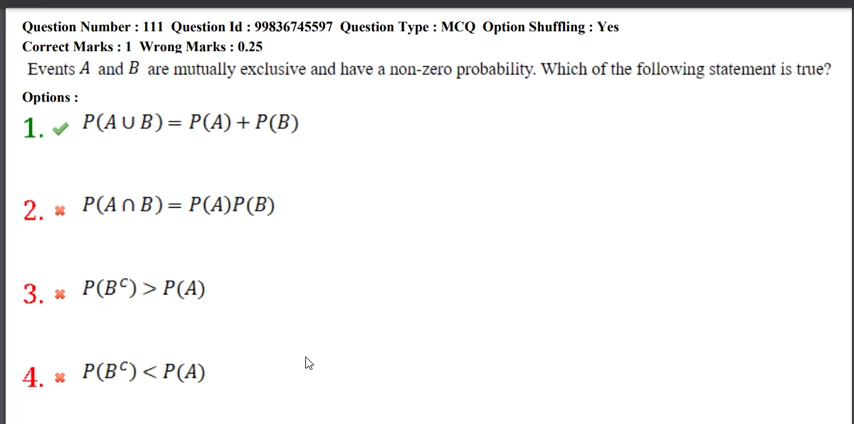 Question Number : 111 Question Id : 99836745597 Question Type : MCQ Option Shuffling : Yes
Correct Marks : 1 Wrong Marks : 0.25
Events A and B are mutually exclusive and have a non-zero probability. Which of the following statement is true?
Options :
1. ✔ P(A ∪ B) = P(A) + P(B)
2. ✖ P(A ∩ B) = P(A)P(B)
3. ✖ P(Bᶜ) > P(A)
4. ✖ P(Bᶜ) < P(A)